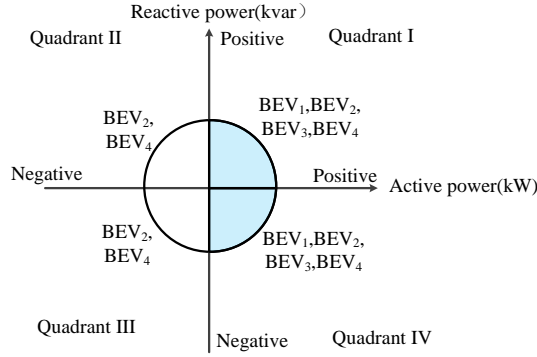 Reactive power(kvar）
Quadrant II
Positive
Quadrant I
BEV₂,
BEV₄
BEV₁,BEV₂,
BEV₃,BEV₄
Negative
Positive
Active power(kW)
BEV₂,
BEV₄
BEV₁,BEV₂,
BEV₃,BEV₄
Quadrant III
Negative
Quadrant IV